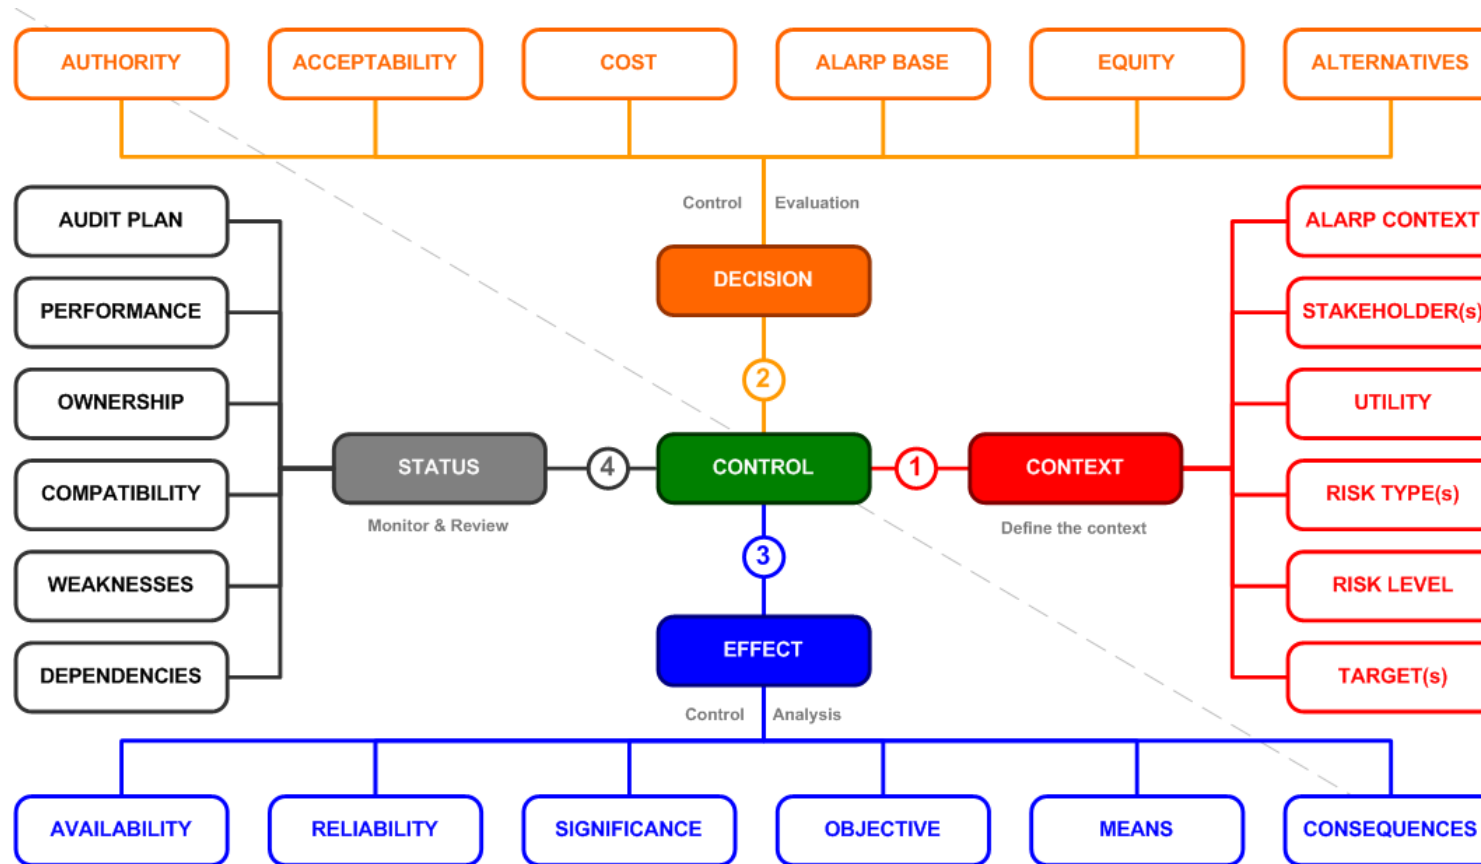 AUTHORITY
ACCEPTABILITY
COST
ALARP BASE
EQUITY
ALTERNATIVES
Control Evaluation
AUDIT PLAN
PERFORMANCE
OWNERSHIP
COMPATIBILITY
WEAKNESSES
DEPENDENCIES
DECISION
2
STATUS
Monitor & Review
4
CONTROL
1
CONTEXT
Define the context
3
EFFECT
Control Analysis
ALARP CONTEXT
STAKEHOLDER(s)
UTILITY
RISK TYPE(s)
RISK LEVEL
TARGET(s)
AVAILABILITY
RELIABILITY
SIGNIFICANCE
OBJECTIVE
MEANS
CONSEQUENCES